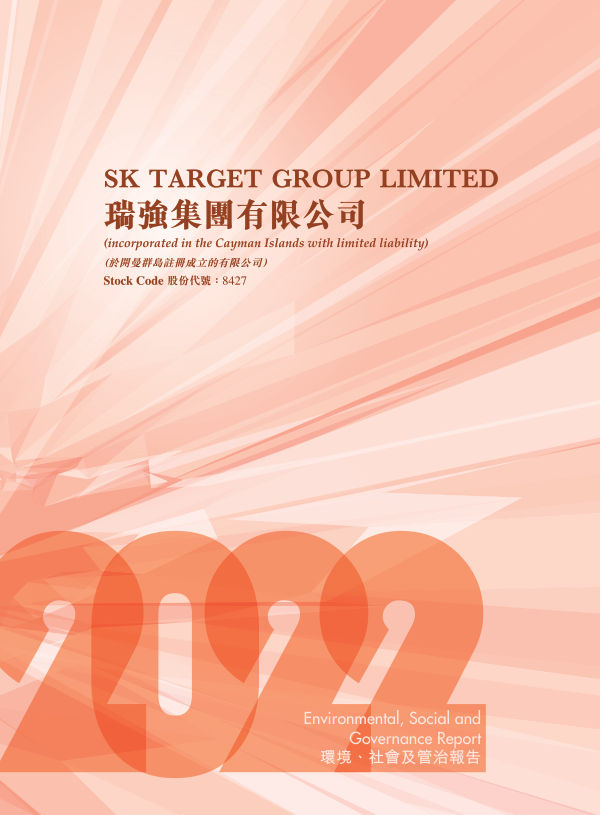 SK TARGET GROUP LIMITED
瑞強集團有限公司
(incorporated in the Cayman Islands with limited liability)
（於開曼群島註冊成立的有限公司）
Stock Code 股份代號：8427
2022
Environmental, Social and
Governance Report
環境、社會及管治報告